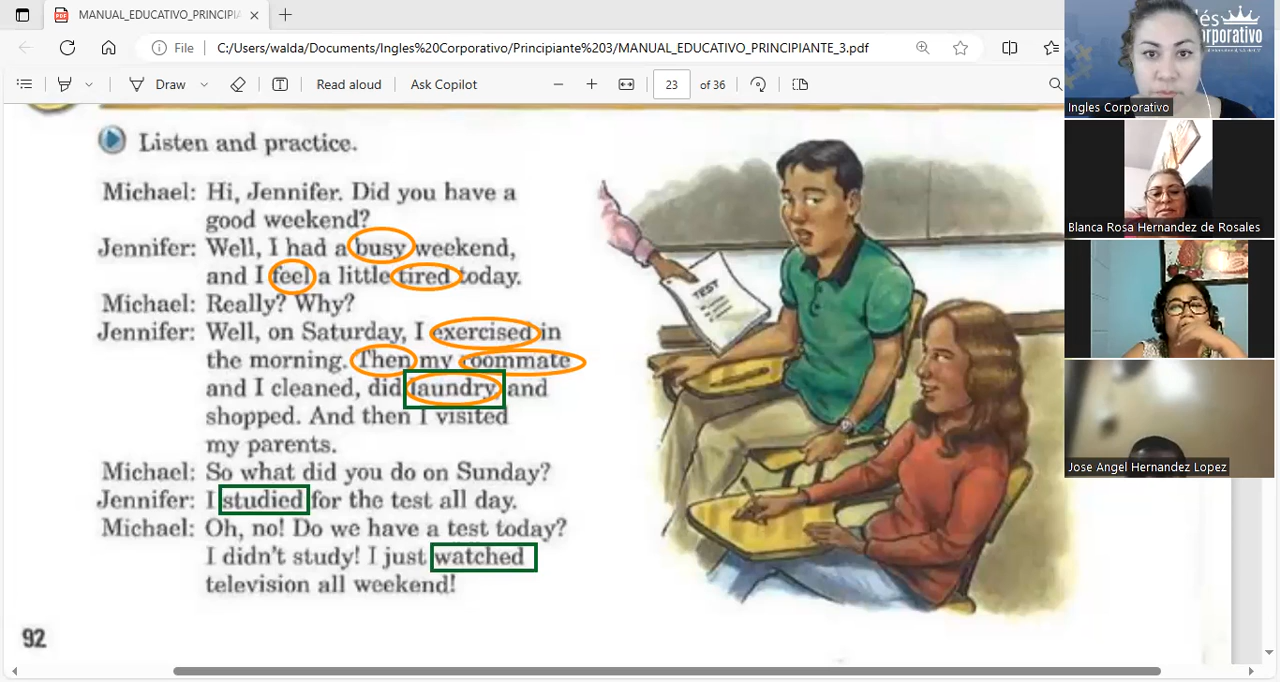 MANUAL_EDUCATIVO_PRINCIPIA
File
C:/Users/walda/Documents/Ingles%20Corporativo/Principiante%203/MANUAL_EDUCATIVO_PRINCIPIANTE_3.pdf
Draw
Read aloud
Ask Copilot
23
of 36
Listen and practice.
Michael: Hi, Jennifer. Did you have a
good weekend?
Jennifer: Well, I had a busy weekend,
and I feel a little tired today.
Michael: Really? Why?
Jennifer: Well, on Saturday, I exercised in
the morning. Then my roommate
and I cleaned, did laundry and
shopped. And then I visited
my parents.
Michael: So what did you do on Sunday?
Jennifer: I studied for the test all day.
Michael: Oh, no! Do we have a test today?
I didn't study! I just watched
television all weekend!
92
TEST
Ingles Corporativo
Blanca Rosa Hernandez de Rosales
Jose Angel Hernandez Lopez